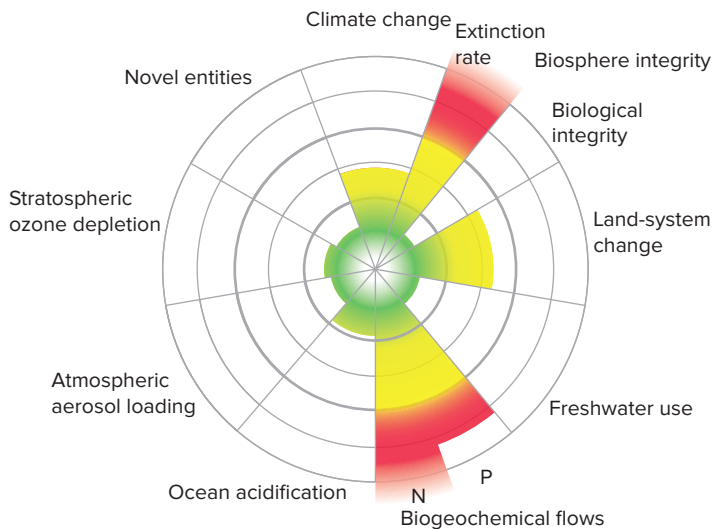 Climate change
Extinction
rate
Biosphere integrity
Novel entities
Biological
integrity
Stratospheric
ozone depletion
Land-system
change
Atmospheric
aerosol loading
Freshwater use
P
Ocean acidification
N
Biogeochemical flows